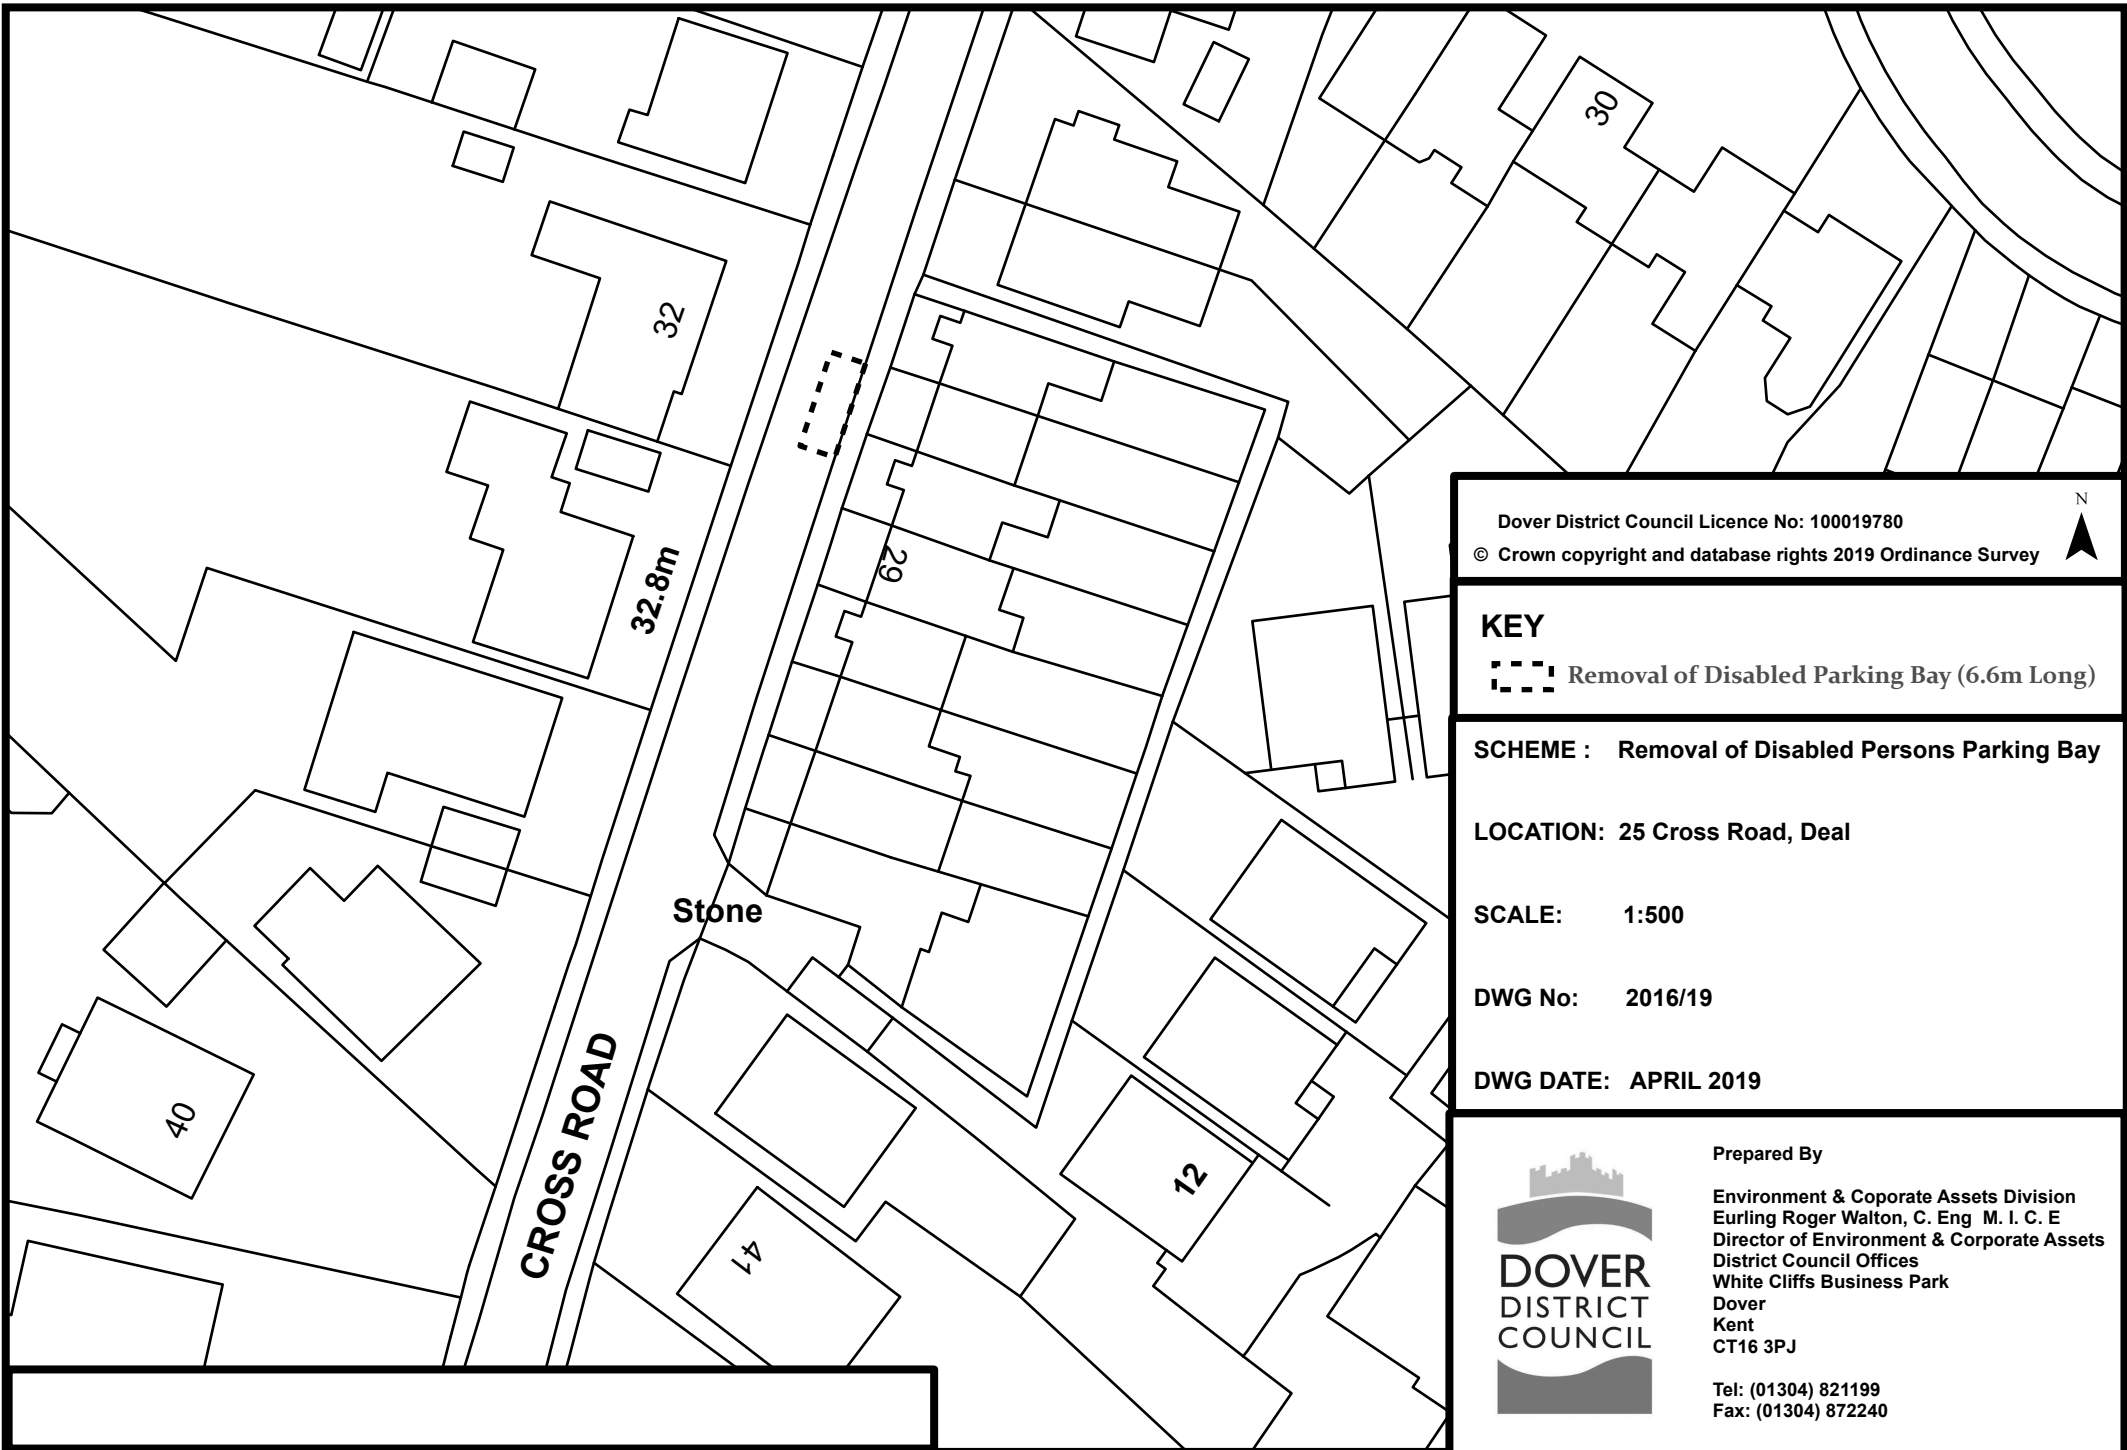 30
32
29
32.8m
Stone
CROSS ROAD
40
41
12
Dover District Council Licence No: 100019780
© Crown copyright and database rights 2019 Ordinance Survey
N
KEY
Removal of Disabled Parking Bay (6.6m Long)
SCHEME : Removal of Disabled Persons Parking Bay
LOCATION: 25 Cross Road, Deal
SCALE: 1:500
DWG No: 2016/19
DWG DATE: APRIL 2019
DOVER
DISTRICT
COUNCIL
Prepared By
Environment & Coporate Assets Division
Eurling Roger Walton, C. Eng M. I. C. E
Director of Environment & Corporate Assets
District Council Offices
White Cliffs Business Park
Dover
Kent
CT16 3PJ
Tel: (01304) 821199
Fax: (01304) 872240